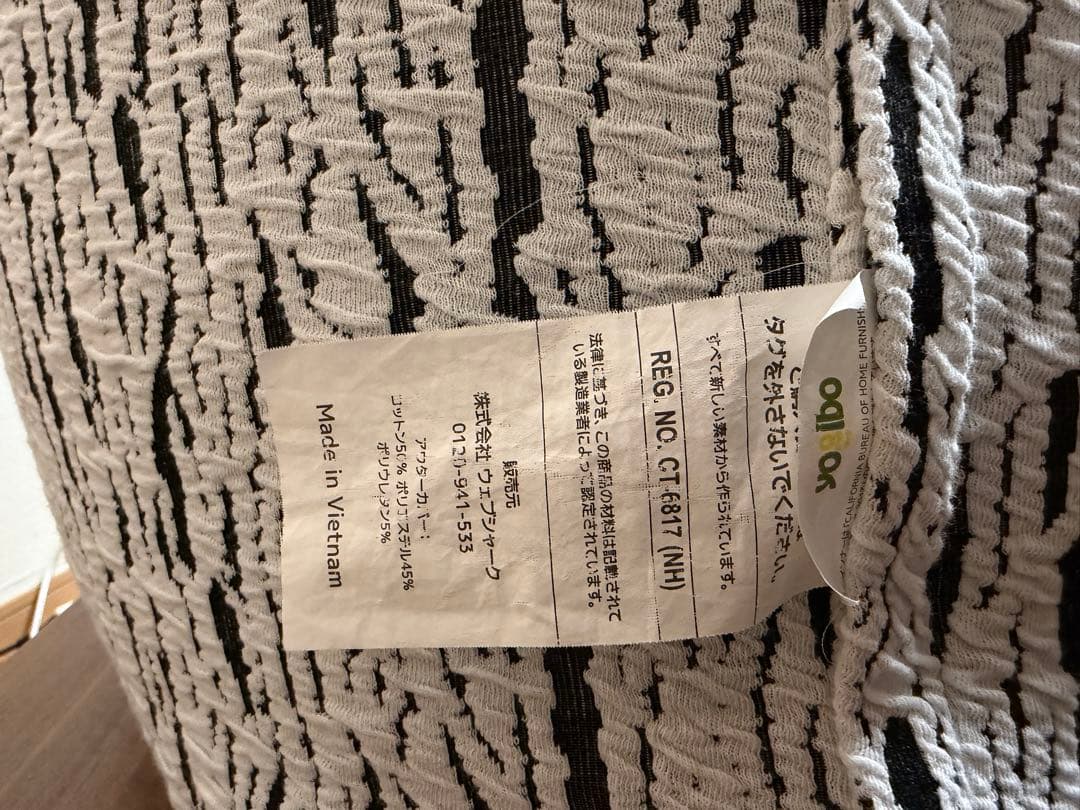 yogibo
CALIFORNIA BUREAU OF HOME FURNISH
タグを外さないでください。
すべて新しい素材から作られています。
REG. NO. CT 6817 (NH)
法律に基づき、この商品の材料は記載されて
いる製造業者によって認定されています。
販売元
株式会社 ウェブシャーク
0120-941-533
アウターカバー：
コットン50% ポリエステル45%
ポリウレタン5%
Made in Vietnam